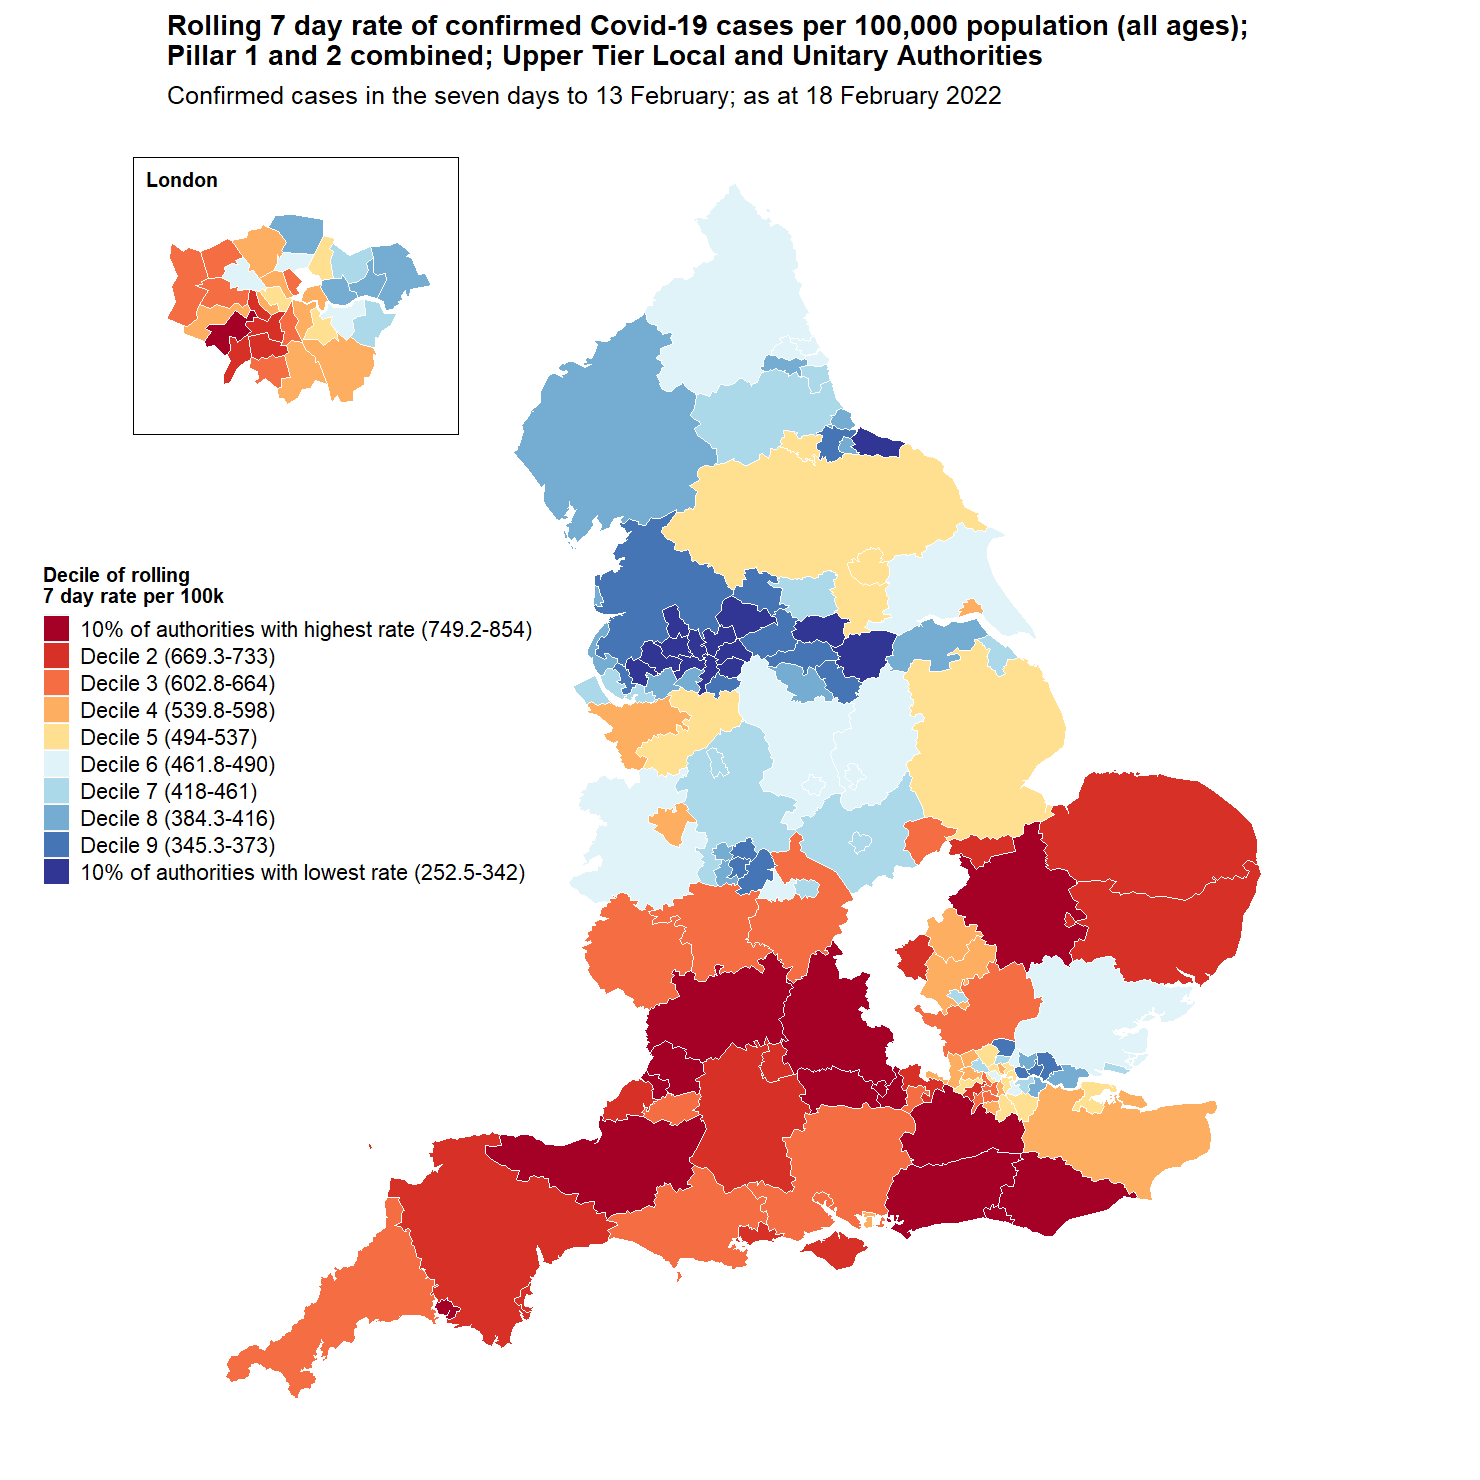 Rolling 7 day rate of confirmed Covid-19 cases per 100,000 population (all ages);
Pillar 1 and 2 combined; Upper Tier Local and Unitary Authorities
Confirmed cases in the seven days to 13 February; as at 18 February 2022
London
Decile of rolling
7 day rate per 100k
10% of authorities with highest rate (749.2-854)
Decile 2 (669.3-733)
Decile 3 (602.8-664)
Decile 4 (539.8-598)
Decile 5 (494-537)
Decile 6 (461.8-490)
Decile 7 (418-461)
Decile 8 (384.3-416)
Decile 9 (345.3-373)
10% of authorities with lowest rate (252.5-342)